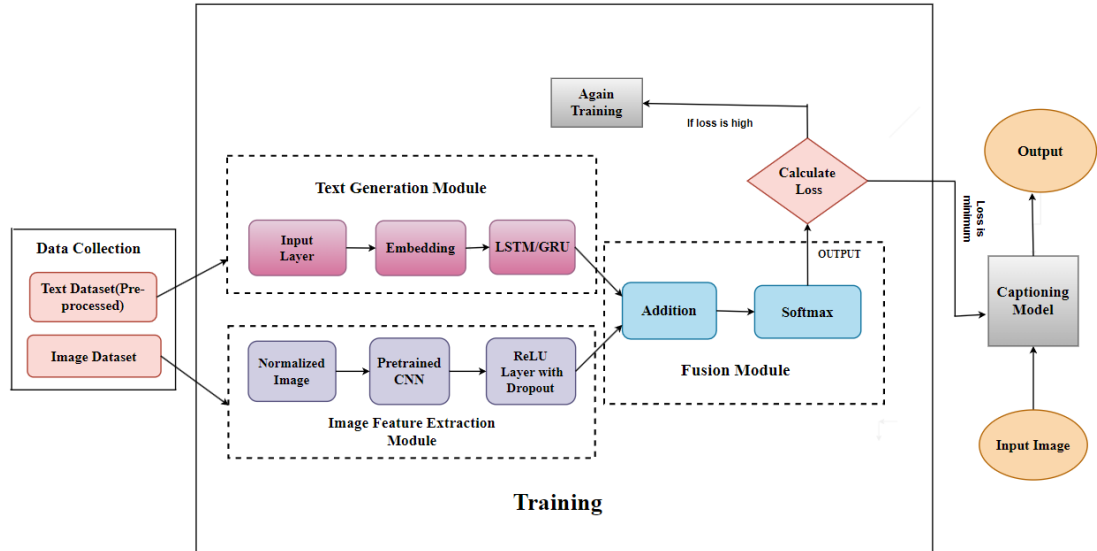 Data Collection
Text Dataset(Pre-
processed)
Image Dataset
Text Generation Module
Input
Layer
Embedding
LSTM/GRU
Normalized
Image
Pretrained
CNN
ReLU
Layer with
Dropout
Image Feature Extraction
Module
Addition
Softmax
Fusion Module
OUTPUT
Calculate
Loss
If loss is high
Again
Training
Loss is
minimum
Captioning
Model
Output
Input Image
Training